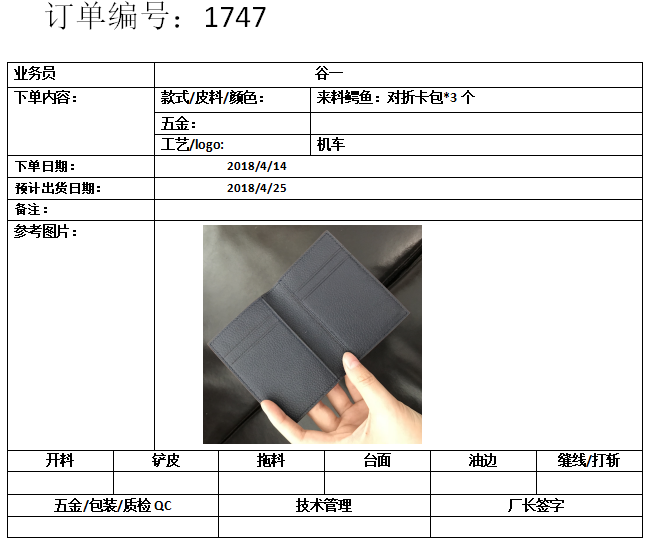 订单编号：1747
业务员 谷一
下单内容： 款式/皮料/颜色： 来料鳄鱼：对折卡包*3个
五金：
工艺/logo: 机车
下单日期： 2018/4/14
预计出货日期： 2018/4/25
备注：
参考图片：
开料 铲皮 拖料 台面 油边 缝线/打斩
五金/包装/质检 QC 技术管理 厂长签字